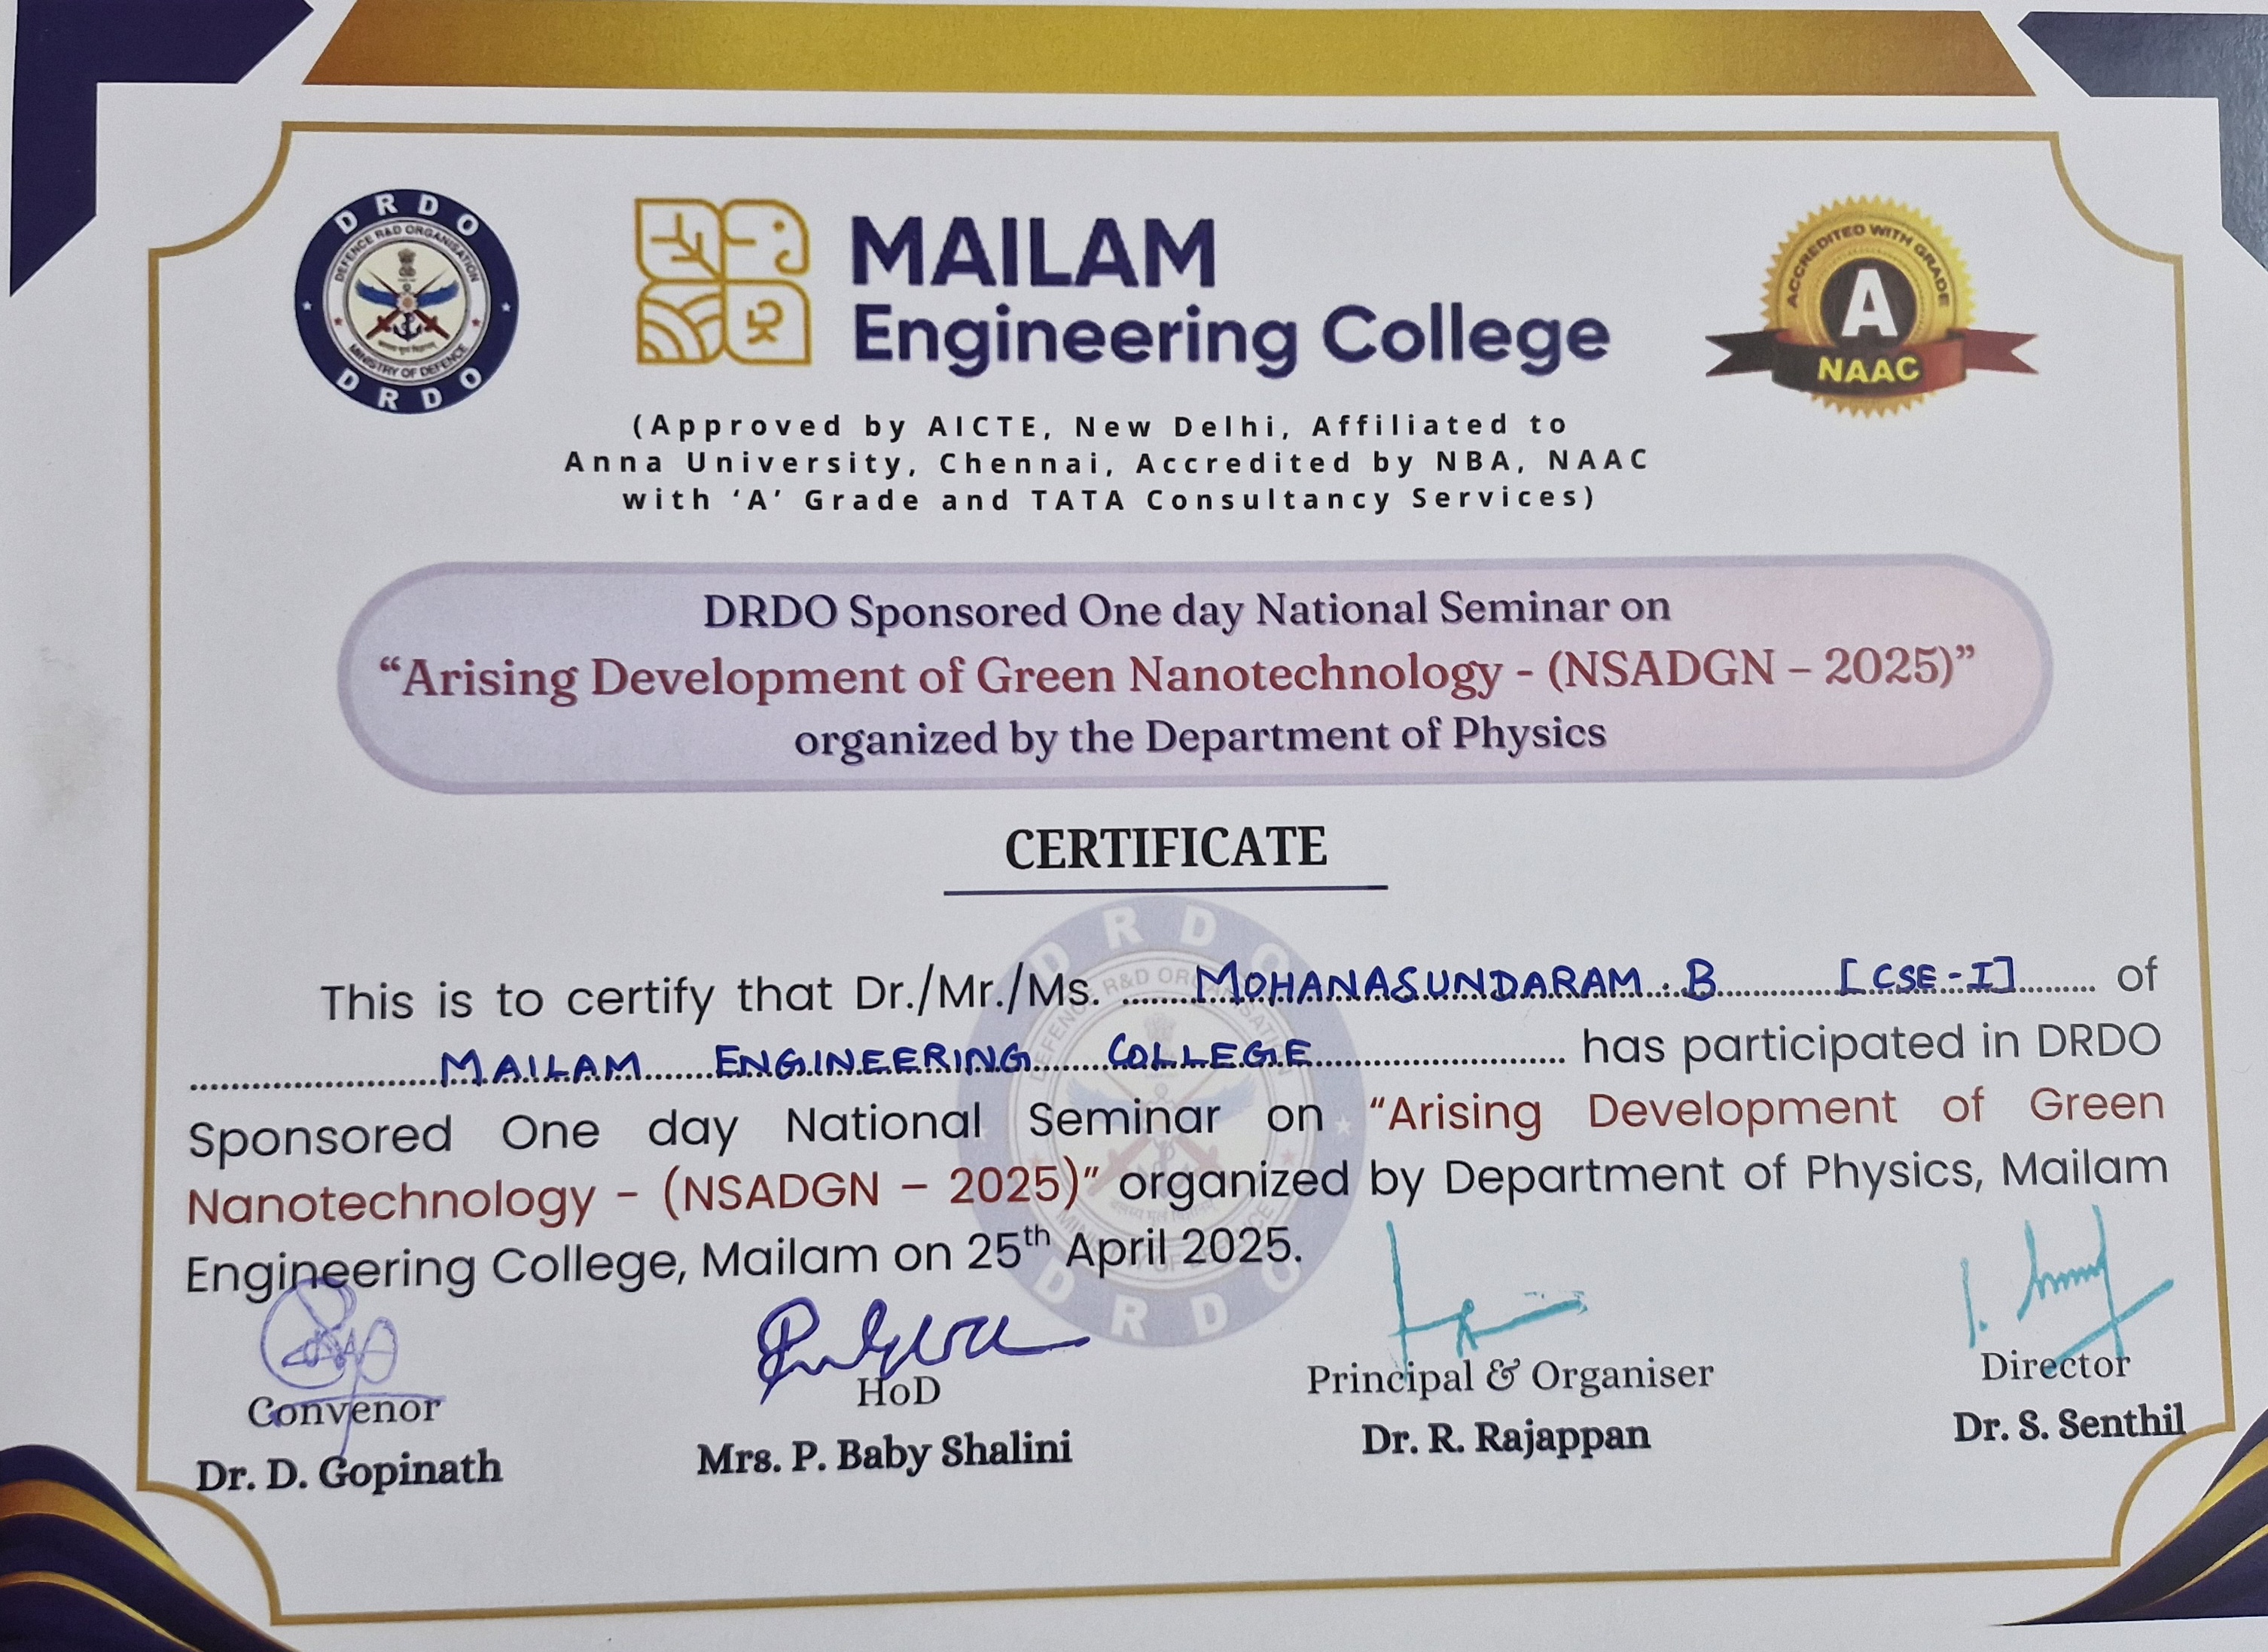 DRDO
DEFENCE R&D ORGANISATION
MINISTRY OF DEFENCE
DRDO
MAILAM
Engineering College
ACCREDITED WITH GRADE
A
NAAC
(Approved by AICTE, New Delhi, Affiliated to
Anna University, Chennai, Accredited by NBA, NAAC
with ‘A’ Grade and TATA Consultancy Services)
DRDO Sponsored One day National Seminar on
“Arising Development of Green Nanotechnology - (NSADGN – 2025)”
organized by the Department of Physics
CERTIFICATE
This is to certify that Dr./Mr./Ms. MOHANASUNDARAM . B [CSE-I] of
MAILAM ENGINEERING COLLEGE has participated in DRDO
Sponsored One day National Seminar on “Arising Development of Green
Nanotechnology - (NSADGN – 2025)” organized by Department of Physics, Mailam
Engineering College, Mailam on 25th April 2025.
Convenor
Dr. D. Gopinath
HoD
Mrs. P. Baby Shalini
Principal & Organiser
Dr. R. Rajappan
Director
Dr. S. Senthil